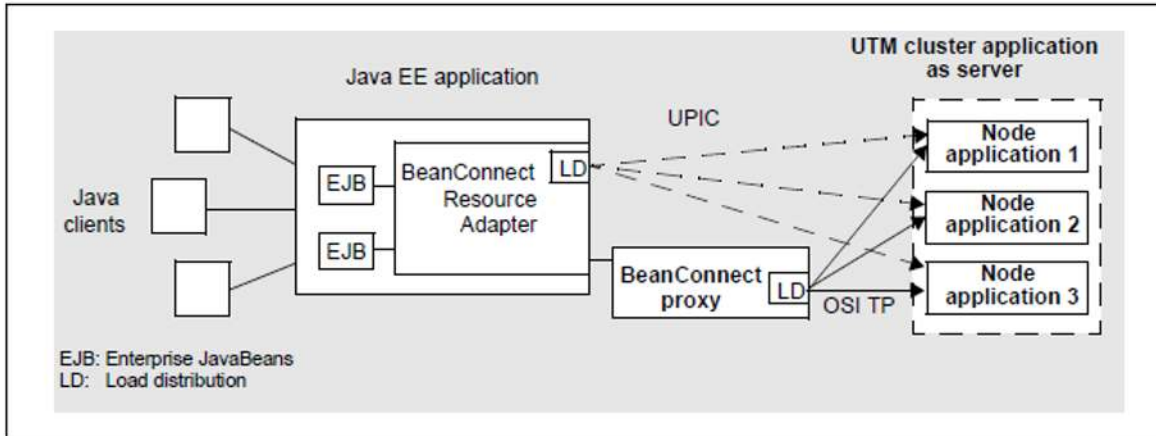 UTM cluster application
as server
Java EE application
UPIC
Node
application 1
LD
EJB
BeanConnect
Resource
Adapter
Java
clients
Node
application 2
EJB
BeanConnect
proxy
LD
Node
application 3
OSI TP
EJB: Enterprise JavaBeans
LD: Load distribution